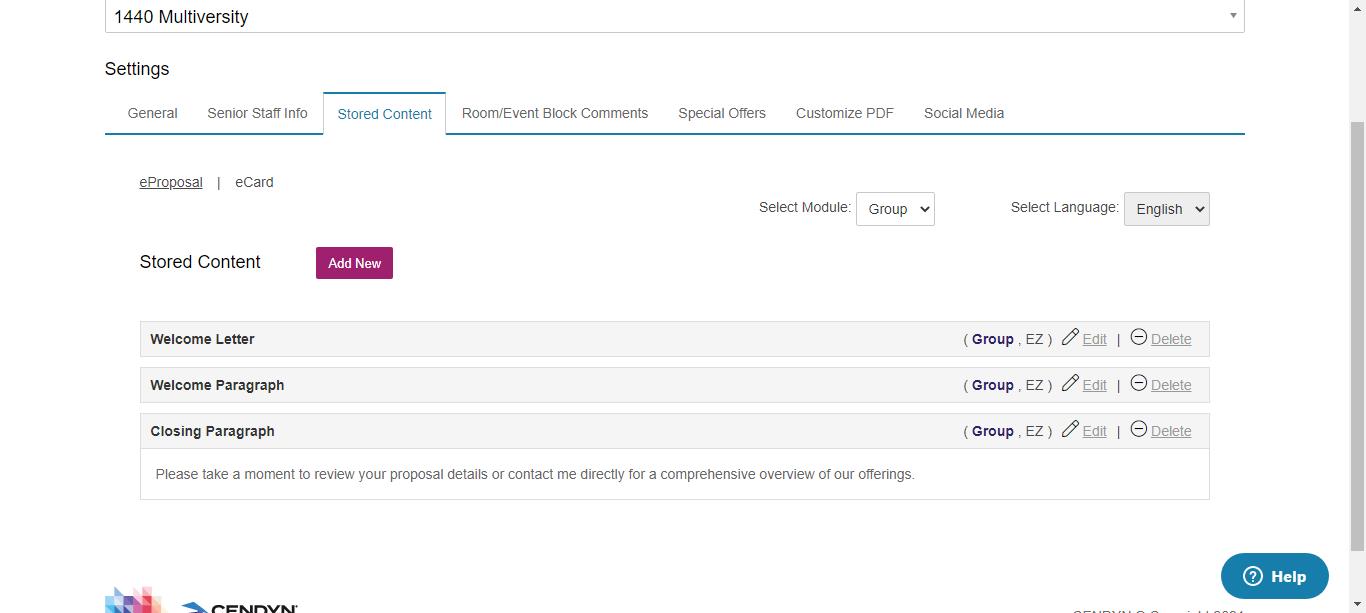 1440 Multiversity
Settings
General Senior Staff Info Stored Content Room/Event Block Comments Special Offers Customize PDF Social Media
eProposal | eCard
Select Module: Group Select Language: English
Stored Content Add New
Welcome Letter ( Group , EZ ) Edit | Delete
Welcome Paragraph ( Group , EZ ) Edit | Delete
Closing Paragraph ( Group , EZ ) Edit | Delete
Please take a moment to review your proposal details or contact me directly for a comprehensive overview of our offerings.
Help
CENDYN
CENDYN © Copyright